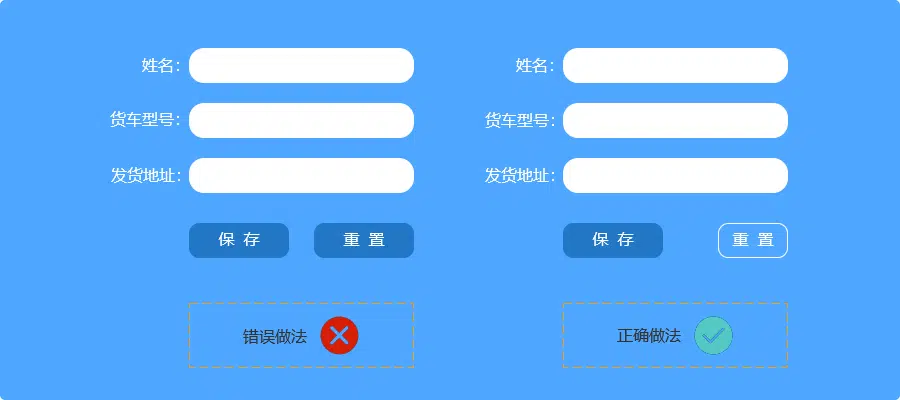 姓名： 姓名：
货车型号： 货车型号：
发货地址： 发货地址：
保 存 重 置 保 存 重 置
错误做法 正确做法